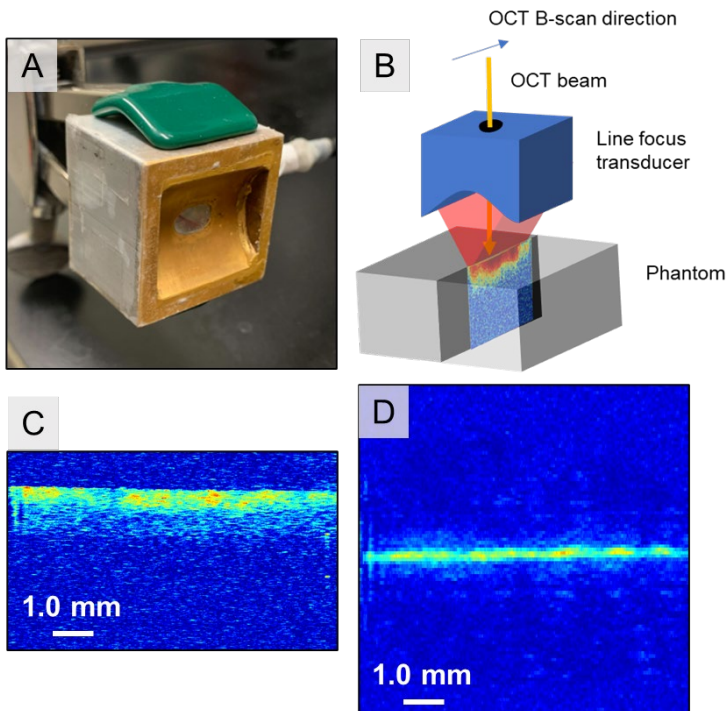 A
B
OCT B-scan direction
OCT beam
Line focus
transducer
Phantom
C
1.0 mm
D
1.0 mm